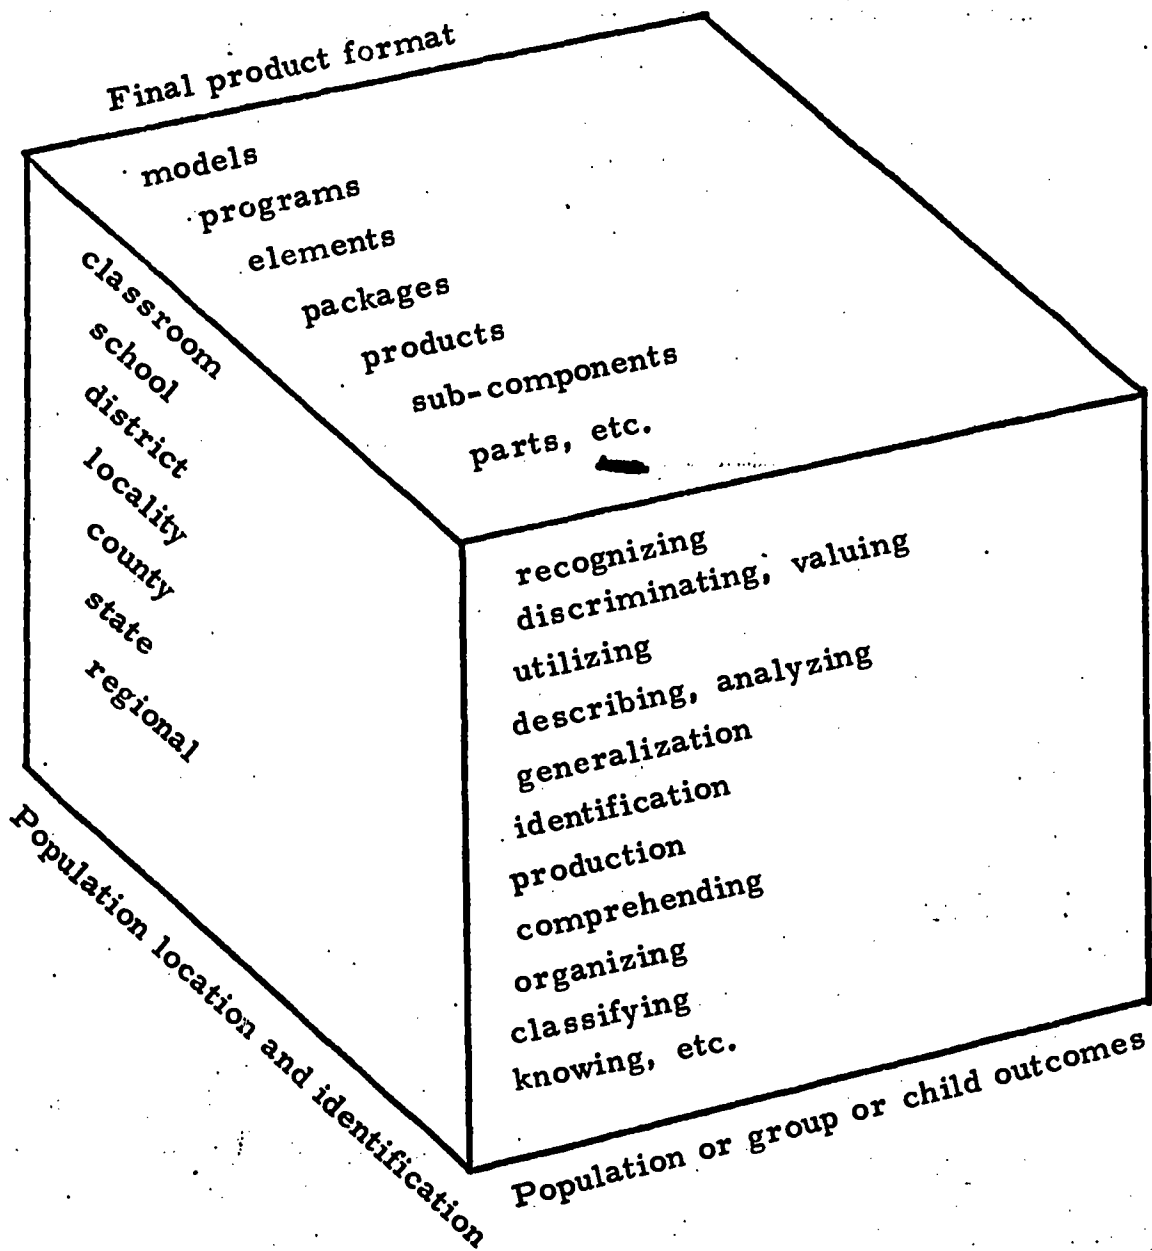 Final product format
models
programs
elements
packages
products
sub-components
parts, etc.
classroom
school
district
locality
county
state
regional
Population location and identification
recognizing
discriminating, valuing
utilizing
describing, analyzing
generalization
identification
production
comprehending
organizing
classifying
knowing, etc.
Population or group or child outcomes